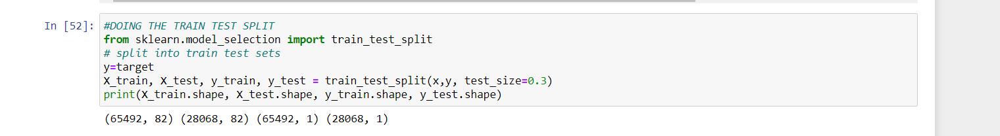 In [52]: #DOING THE TRAIN TEST SPLIT
from sklearn.model_selection import train_test_split
# split into train test sets
y=target
X_train, X_test, y_train, y_test = train_test_split(x,y, test_size=0.3)
print(X_train.shape, X_test.shape, y_train.shape, y_test.shape)
(65492, 82) (28068, 82) (65492, 1) (28068, 1)